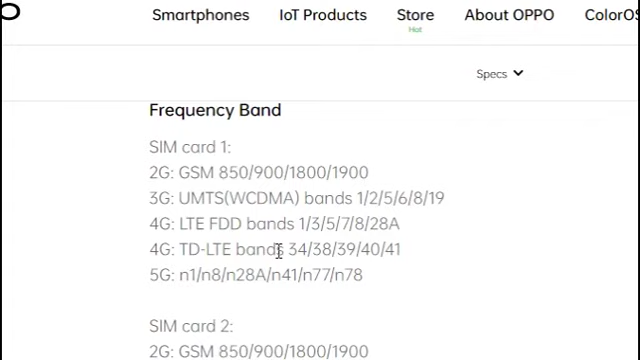 Smartphones IoT Products Store About OPPO ColorOS
Hot
Specs
Frequency Band
SIM card 1:
2G: GSM 850/900/1800/1900
3G: UMTS(WCDMA) bands 1/2/5/6/8/19
4G: LTE FDD bands 1/3/5/7/8/28A
4G: TD-LTE bands 34/38/39/40/41
5G: n1/n8/n28A/n41/n77/n78
SIM card 2:
2G: GSM 850/900/1800/1900